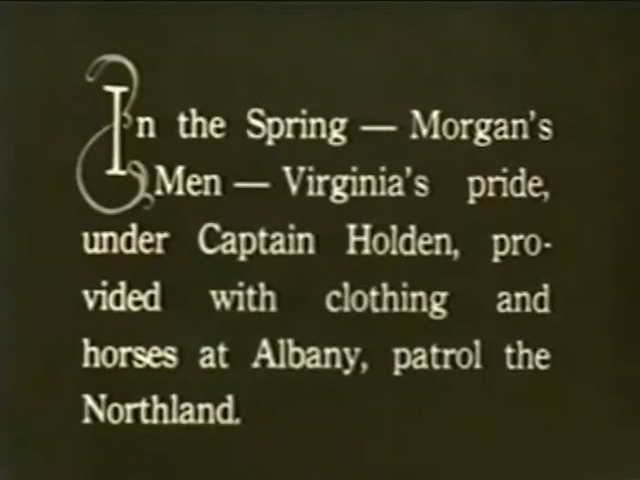 In the Spring — Morgan's
Men — Virginia's pride,
under Captain Holden, pro-
vided with clothing and
horses at Albany, patrol the
Northland.